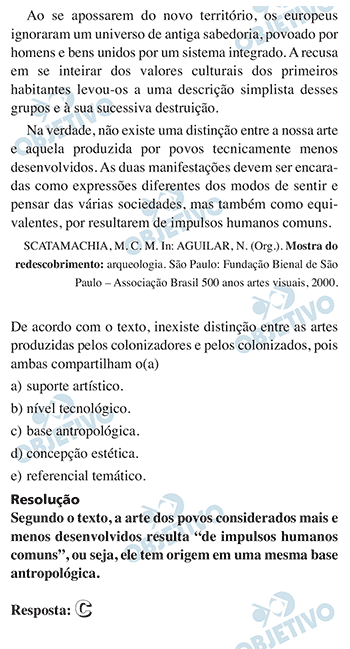 Ao se apossarem do novo território, os europeus
ignoraram um universo de antiga sabedoria, povoado por
homens e bens unidos por um sistema integrado. A recusa
em se inteirar dos valores culturais dos primeiros
habitantes levou-os a uma descrição simplista desses
grupos e à sua sucessiva destruição.
Na verdade, não existe uma distinção entre a nossa arte
e aquela produzida por povos tecnicamente menos
desenvolvidos. As duas manifestações devem ser encara-
das como expressões diferentes dos modos de sentir e
pensar das várias sociedades, mas também como equi-
valentes, por resultarem de impulsos humanos comuns.
SCATAMACHIA, M. C. M. In: AGUILAR, N. (Org.). Mostra do
redescobrimento: arqueologia. São Paulo: Fundação Bienal de São
Paulo – Associação Brasil 500 anos artes visuais, 2000.
De acordo com o texto, inexiste distinção entre as artes
produzidas pelos colonizadores e pelos colonizados, pois
ambas compartilham o(a)
a) suporte artístico.
b) nível tecnológico.
c) base antropológica.
d) concepção estética.
e) referencial temático.
Resolução
Segundo o texto, a arte dos povos considerados mais e
menos desenvolvidos resulta “de impulsos humanos
comuns”, ou seja, ele tem origem em uma mesma base
antropológica.
Resposta: C
OBJETIVO
OBJETIVO
OBJETIVO
OBJETIVO
OBJETIVO
OBJETIVO
OBJETIVO